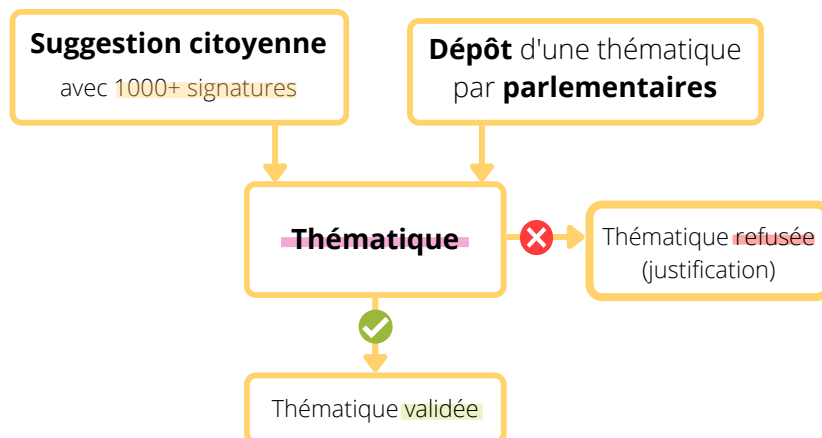 Suggestion citoyenne
avec 1000+ signatures
Dépôt d'une thématique
par parlementaires
Thématique
Thématique refusée
(justification)
Thématique validée